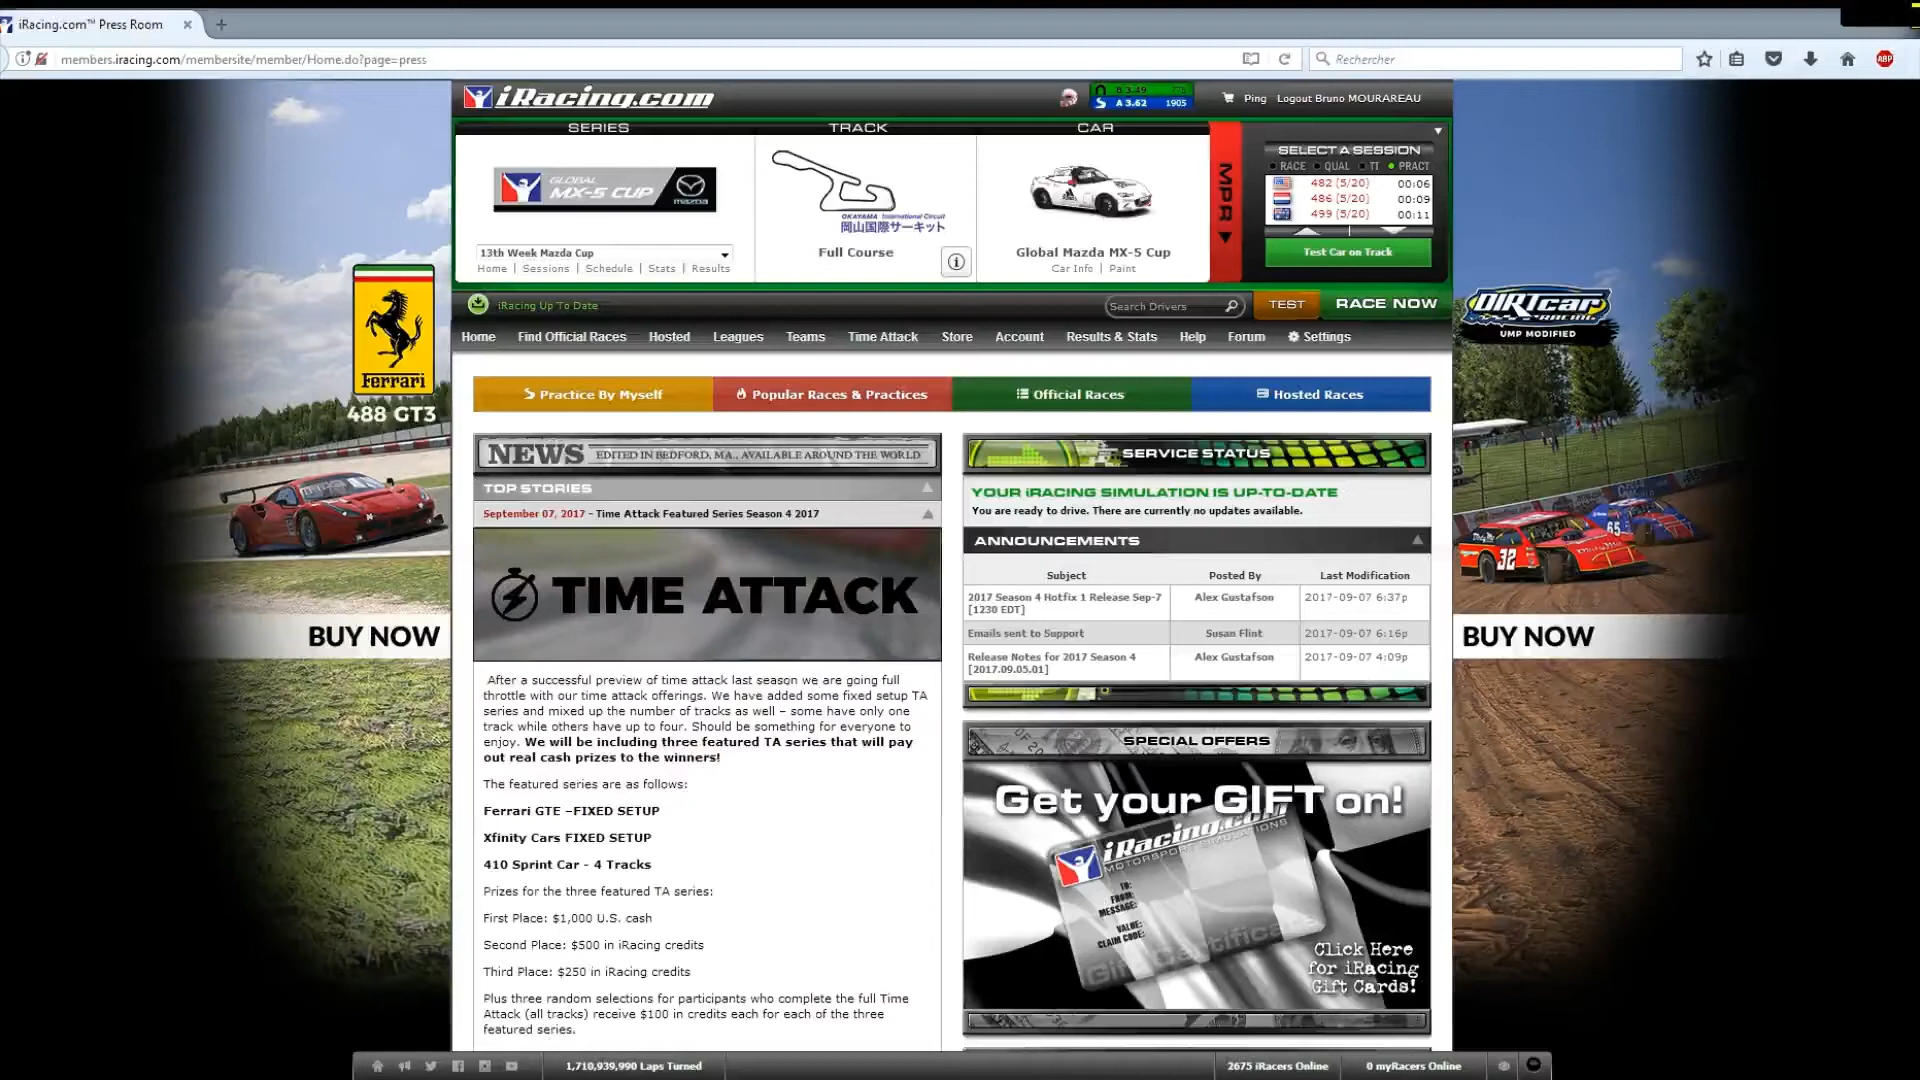 iRacing.com™ Press Room
members.iracing.com/membersite/member/Home.do?page=press
Rechercher
ABP
iRacing.com
B 3.49
A 3.62 1905
Ping
Logout Bruno MOURAREAU
SERIES
TRACK
CAR
GLOBAL
MX-5 CUP
mazda
13th Week Mazda Cup
Home | Sessions | Schedule | Stats | Results
OKAYAMA International Circuit
岡山国際サーキット
Full Course
Global Mazda MX-5 Cup
Car Info | Paint
MPR
SELECT A SESSION
RACE QUAL TT PRACT
482 (5/20) 00:06
486 (5/20) 00:09
499 (5/20) 00:11
Test Car on Track
iRacing Up To Date
Search Drivers
TEST
RACE NOW
Home
Find Official Races
Hosted
Leagues
Teams
Time Attack
Store
Account
Results & Stats
Help
Forum
Settings
Practice By Myself
Popular Races & Practices
Official Races
Hosted Races
Ferrari
488 GT3
BUY NOW
NEWS
EDITED IN BEDFORD, MA., AVAILABLE AROUND THE WORLD
TOP STORIES
September 07, 2017 - Time Attack Featured Series Season 4 2017
TIME ATTACK
After a successful preview of time attack last season we are going full
throttle with our time attack offerings. We have added some fixed setup TA
series and mixed up the number of tracks as well – some have only one
track while others have up to four. Should be something for everyone to
enjoy. We will be including three featured TA series that will pay
out real cash prizes to the winners!
The featured series are as follows:
Ferrari GTE –FIXED SETUP
Xfinity Cars FIXED SETUP
410 Sprint Car - 4 Tracks
Prizes for the three featured TA series:
First Place: $1,000 U.S. cash
Second Place: $500 in iRacing credits
Third Place: $250 in iRacing credits
Plus three random selections for participants who complete the full Time
Attack (all tracks) receive $100 in credits each for each of the three
featured series.
SERVICE STATUS
YOUR iRACING SIMULATION IS UP-TO-DATE
You are ready to drive. There are currently no updates available.
ANNOUNCEMENTS
Subject Posted By Last Modification
2017 Season 4 Hotfix 1 Release Sep-7
[1230 EDT]
Alex Gustafson
2017-09-07 6:37p
Emails sent to Support
Susan Flint
2017-09-07 6:16p
Release Notes for 2017 Season 4
[2017.09.05.01]
Alex Gustafson
2017-09-07 4:09p
SPECIAL OFFERS
Get your GIFT on!
iRacing.com
MOTORSPORT SIMULATIONS
TO:
FROM:
MESSAGE:
VALUE:
CLAIM CODE:
Gift Certificate
Click Here
for iRacing
Gift Cards!
DIRTcar
RACING
UMP MODIFIED
32
65
BUY NOW
1,710,939,990 Laps Turned
2675 iRacers Online
0 myRacers Online